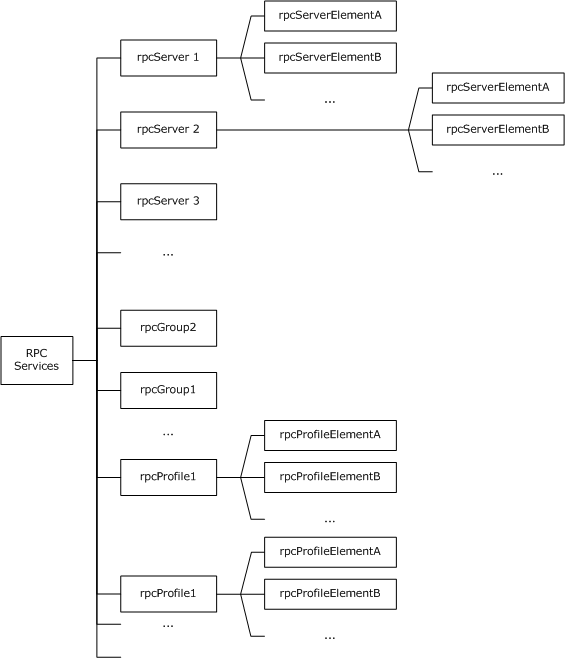 rpcServerElementA
rpcServer 1
rpcServerElementB
...
rpcServerElementA
rpcServer 2
rpcServerElementB
...
rpcServer 3
...
rpcGroup2
RPC
Services
rpcGroup1
...
rpcProfileElementA
rpcProfile1
rpcProfileElementB
...
rpcProfileElementA
rpcProfile1
rpcProfileElementB
...
...